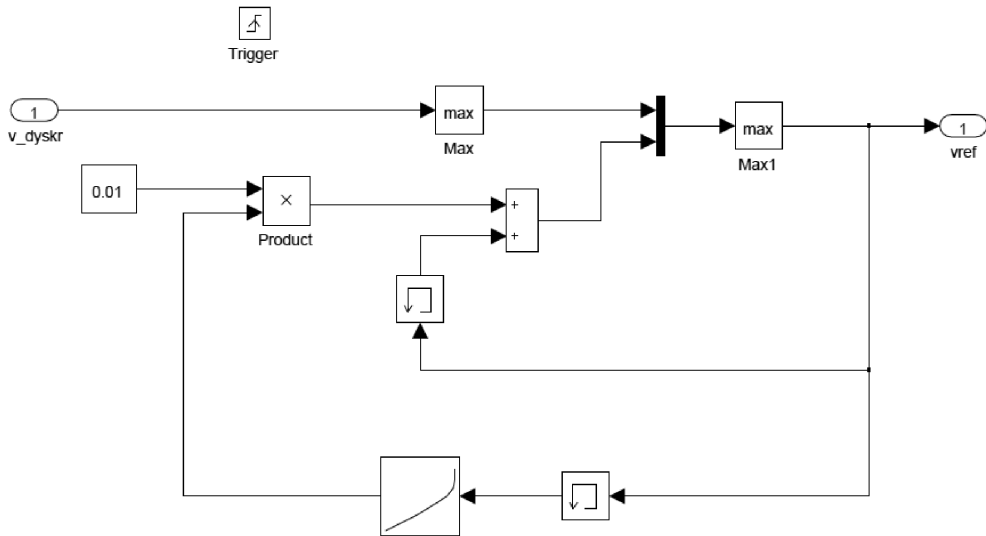 Trigger
1
v_dyskr
max
Max
max
Max1
1
vref
0.01
×
Product
+
+